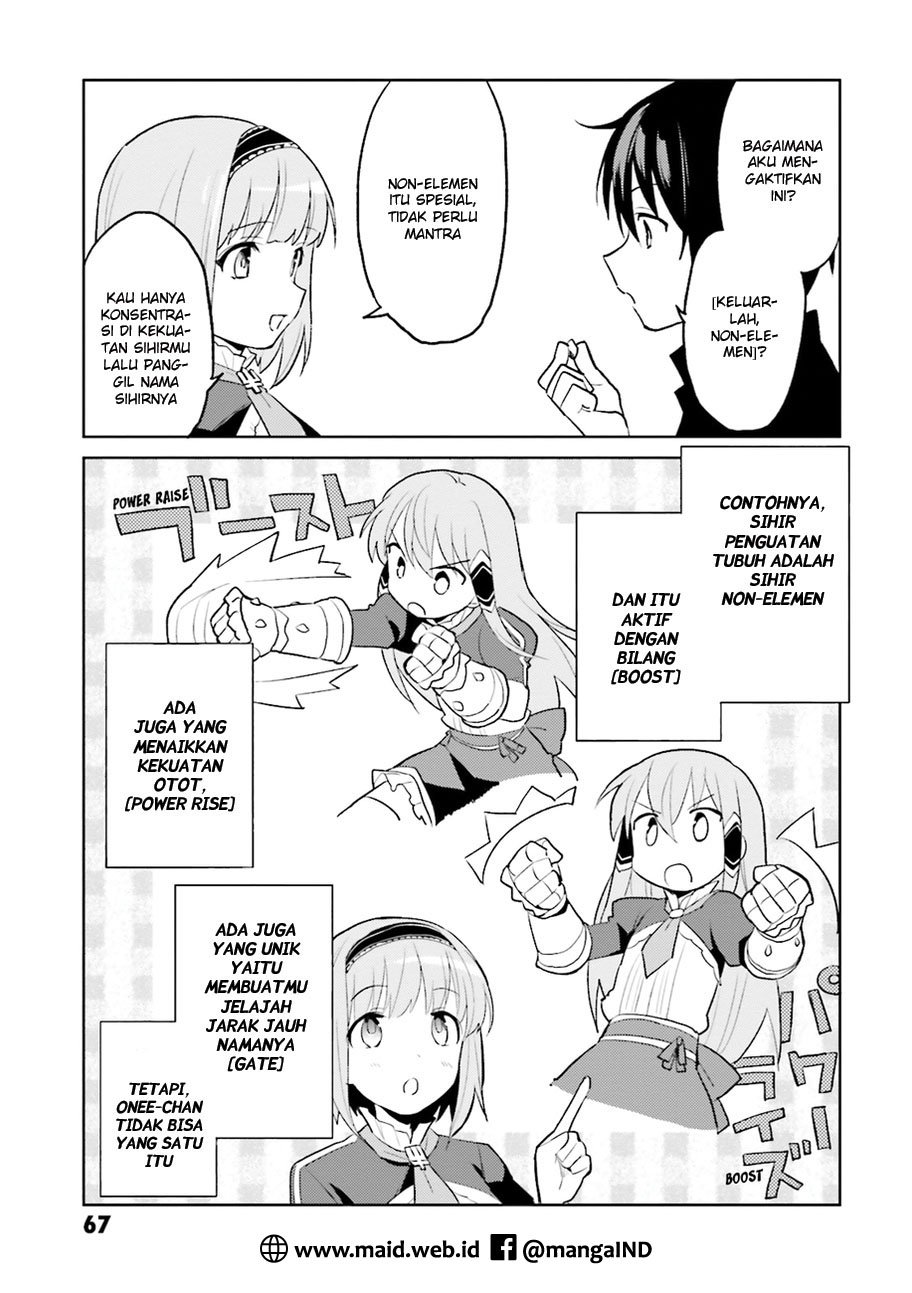 BAGAIMANA
AKU MEN-
GAKTIFKAN
INI?
[KELUAR-
LAH,
NON-ELE-
MEN]?
NON-ELEMEN
ITU SPESIAL,
TIDAK PERLU
MANTRA
KAU HANYA
KONSENTRA-
SI DI KEKUA-
TAN SIHIRMU
LALU PANG-
GIL NAMA
SIHIRNYA
CONTOHNYA,
SIHIR
PENGUATAN
TUBUH ADALAH
SIHIR
NON-ELEMEN
DAN ITU
AKTIF
DENGAN
BILANG
[BOOST]
POWER RAISE
ブースト
ADA
JUGA YANG
MENAIKKAN
KEKUATAN
OTOT,
[POWER RISE]
パワーライズ
BOOST
ADA JUGA
YANG UNIK
YAITU
MEMBUATMU
JELAJAH
JARAK JAUH
NAMANYA
[GATE]
TETAPI,
ONEE-CHAN
TIDAK BISA
YANG SATU
ITU
67
www.maid.web.id
@mangaIND